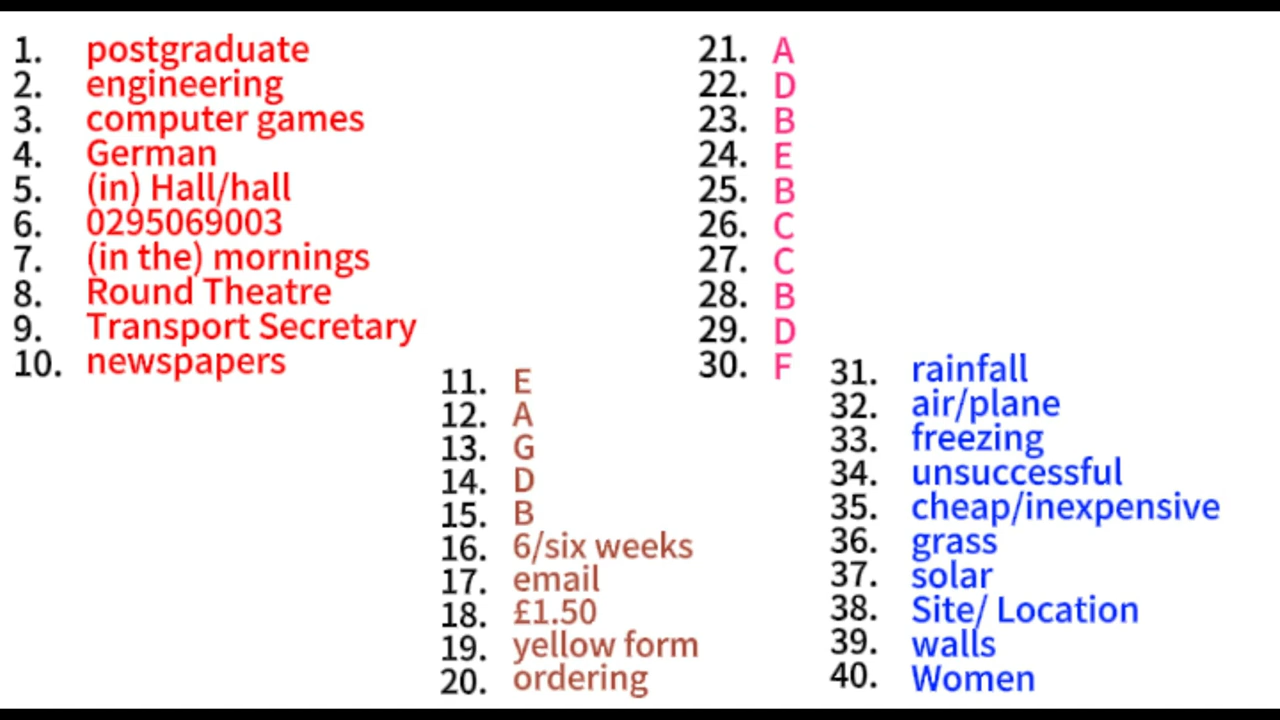 1. postgraduate
2. engineering
3. computer games
4. German
5. (in) Hall/hall
6. 0295069003
7. (in the) mornings
8. Round Theatre
9. Transport Secretary
10. newspapers
11. E
12. A
13. G
14. D
15. B
16. 6/six weeks
17. email
18. £1.50
19. yellow form
20. ordering
21. A
22. D
23. B
24. E
25. B
26. C
27. C
28. B
29. D
30. F
31. rainfall
32. air/plane
33. freezing
34. unsuccessful
35. cheap/inexpensive
36. grass
37. solar
38. Site/ Location
39. walls
40. Women